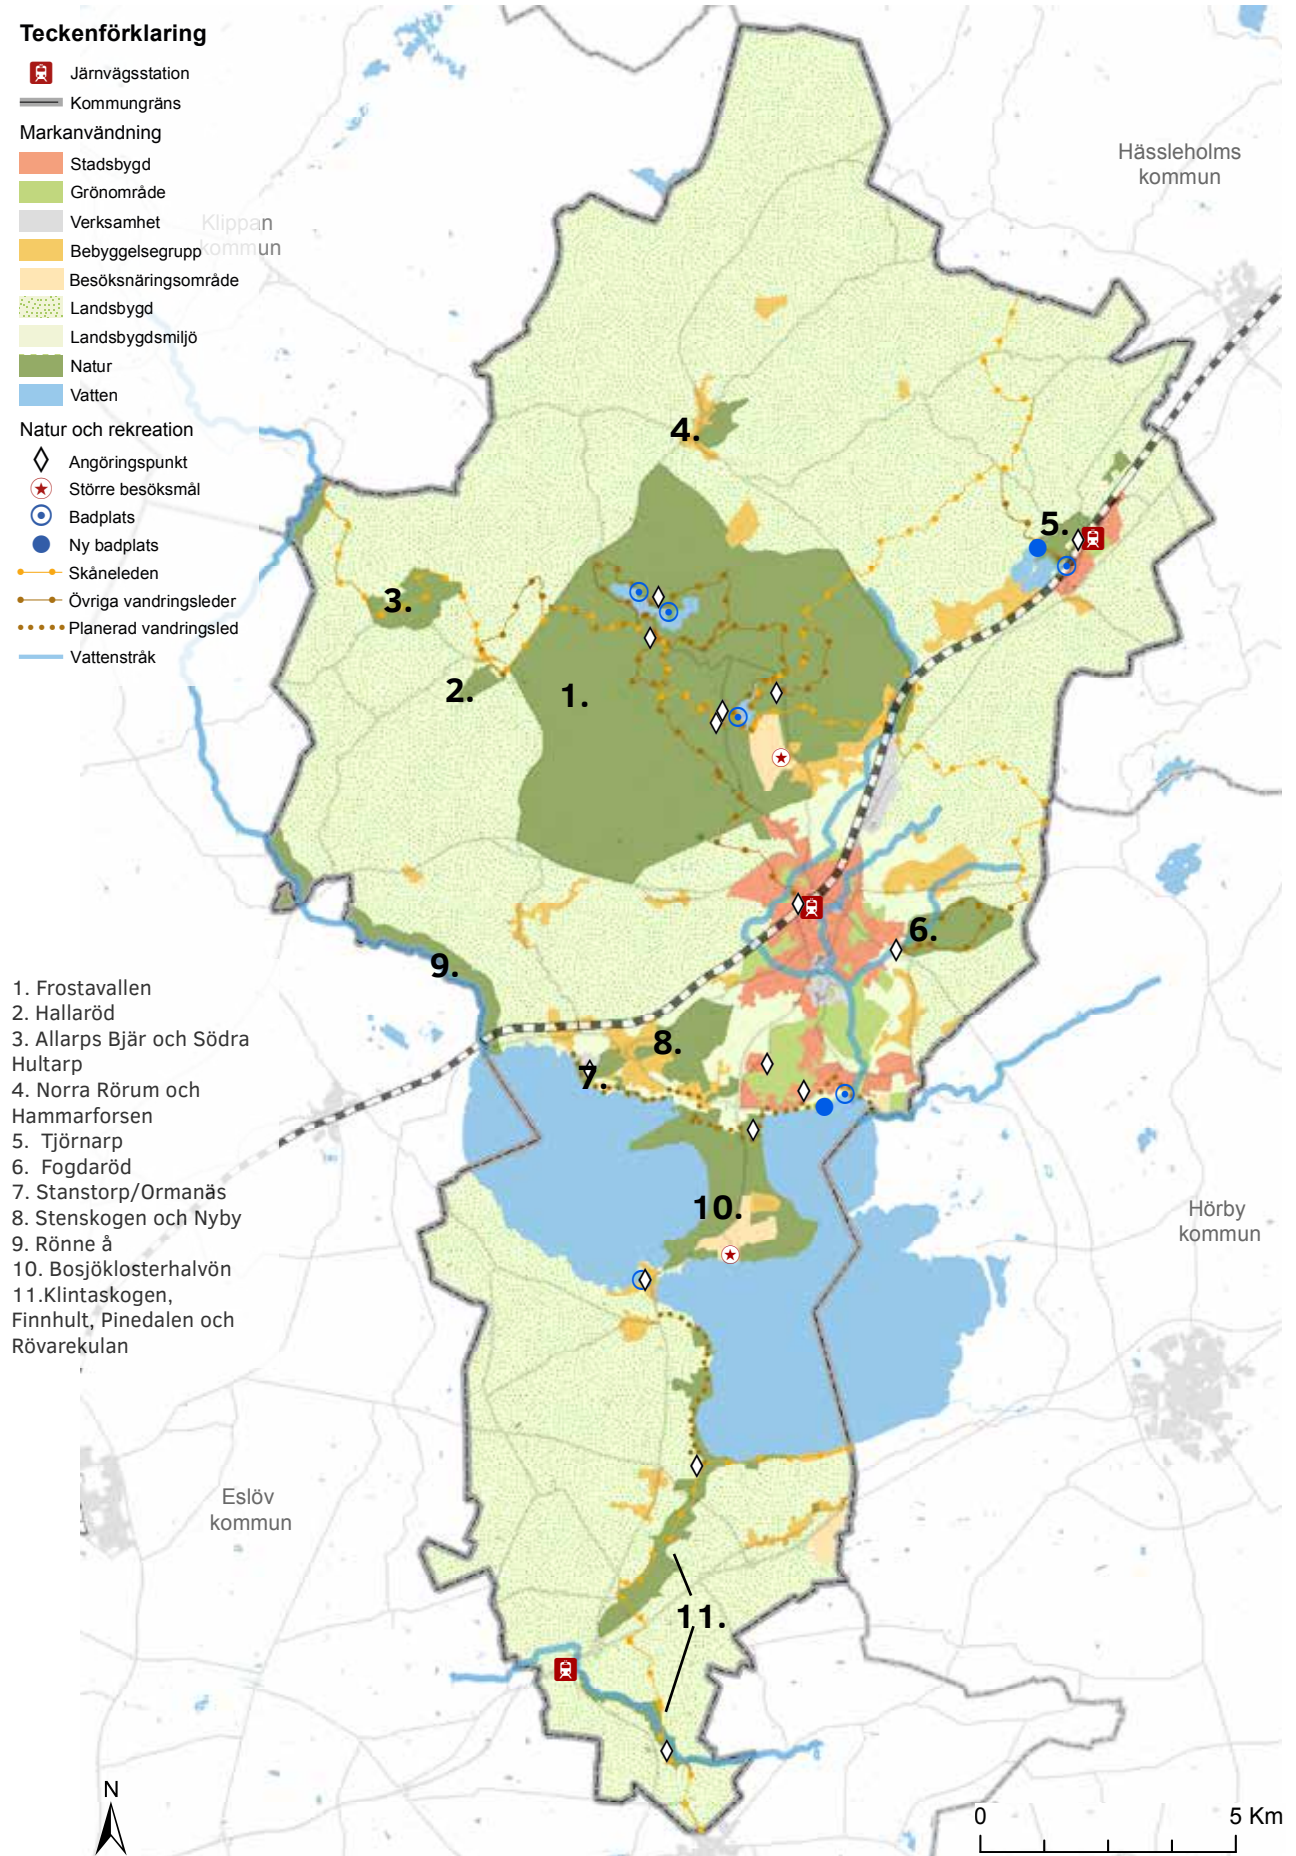 Teckenförklaring
Järnvägsstation
Kommungräns
Markanvändning
Stadsbygd
Grönområde
Verksamhet
Bebyggelsegrupp
Besöksnäringsområde
Landsbygd
Landsbygdsmiljö
Natur
Vatten
Natur och rekreation
Angöringspunkt
Större besöksmål
Badplats
Ny badplats
Skåneleden
Övriga vandringsleder
Planerad vandringsled
Vattenstråk
Klippan
kommun
Hässleholms
kommun
4.
5.
3.
2.
1.
6.
9.
8.
7.
10.
11.
1. Frostavallen
2. Hallaröd
3. Allarps Bjär och Södra
Hultarp
4. Norra Rörum och
Hammarforsen
5. Tjörnarp
6. Fogdaröd
7. Stanstorp/Ormanäs
8. Stenskogen och Nyby
9. Rönne å
10. Bosjöklosterhalvön
11.Klintaskogen,
Finnhult, Pinedalen och
Rövarekulan
Hörby
kommun
Eslöv
kommun
N
0 5 Km